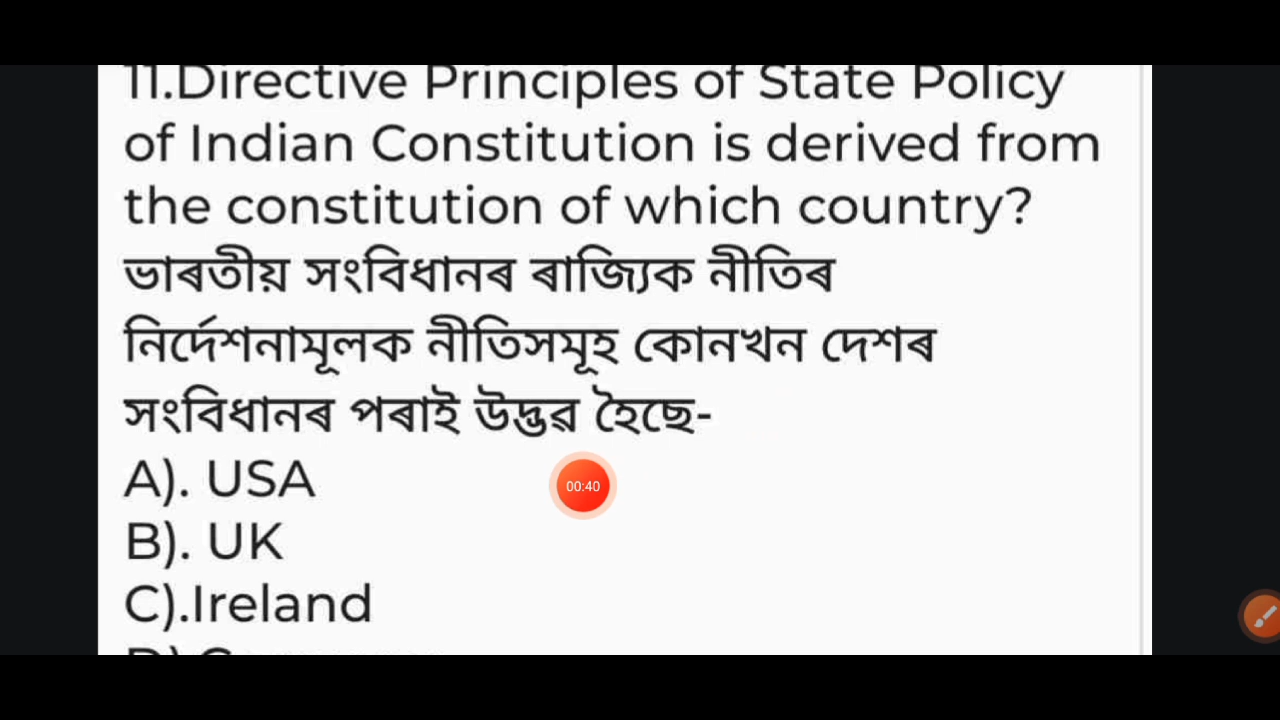 11.Directive Principles of State Policy
of Indian Constitution is derived from
the constitution of which country?
ভাৰতীয় সংবিধানৰ ৰাজ্যিক নীতিৰ
নিৰ্দেশনামূলক নীতিসমূহ কোনখন দেশৰ
সংবিধানৰ পৰাই উদ্ভৱ হৈছে-
A). USA
B). UK
00:40
C).Ireland